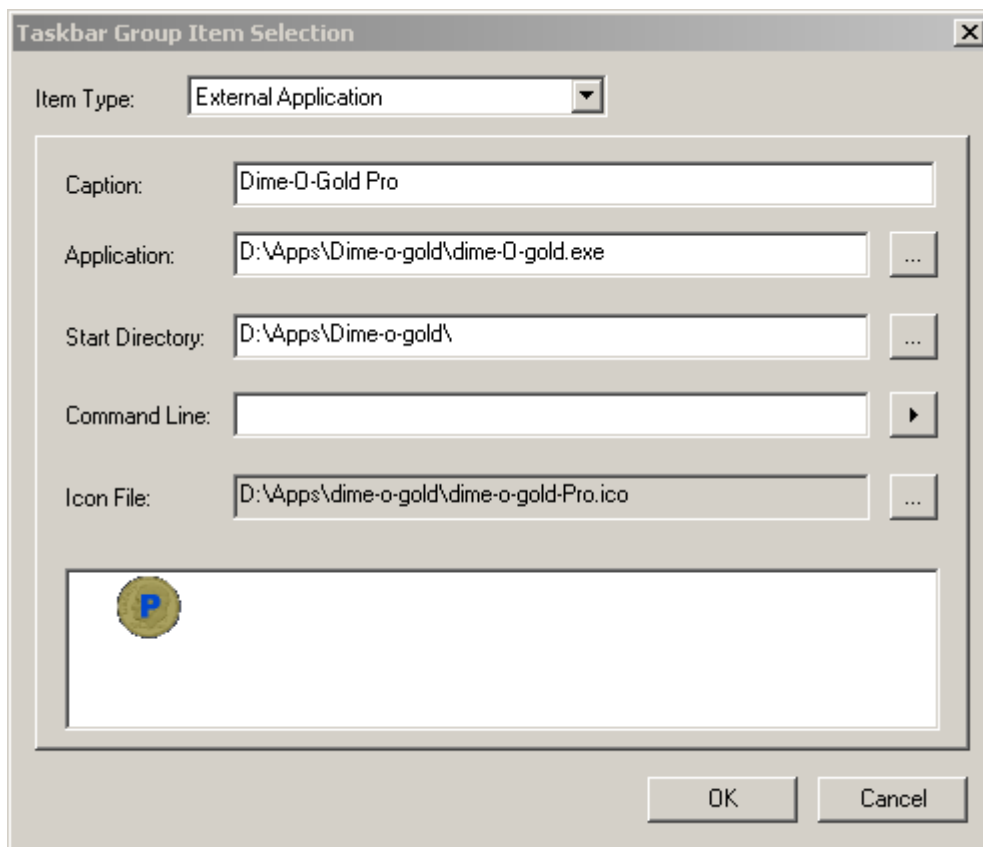 Taskbar Group Item Selection
Item Type: External Application
Caption: Dime-O-Gold Pro
Application: D:\Apps\Dime-o-gold\dime-O-gold.exe ...
Start Directory: D:\Apps\Dime-o-gold\ ...
Command Line:
Icon File: D:\Apps\dime-o-gold\dime-o-gold-Pro.ico ...
P
OK Cancel